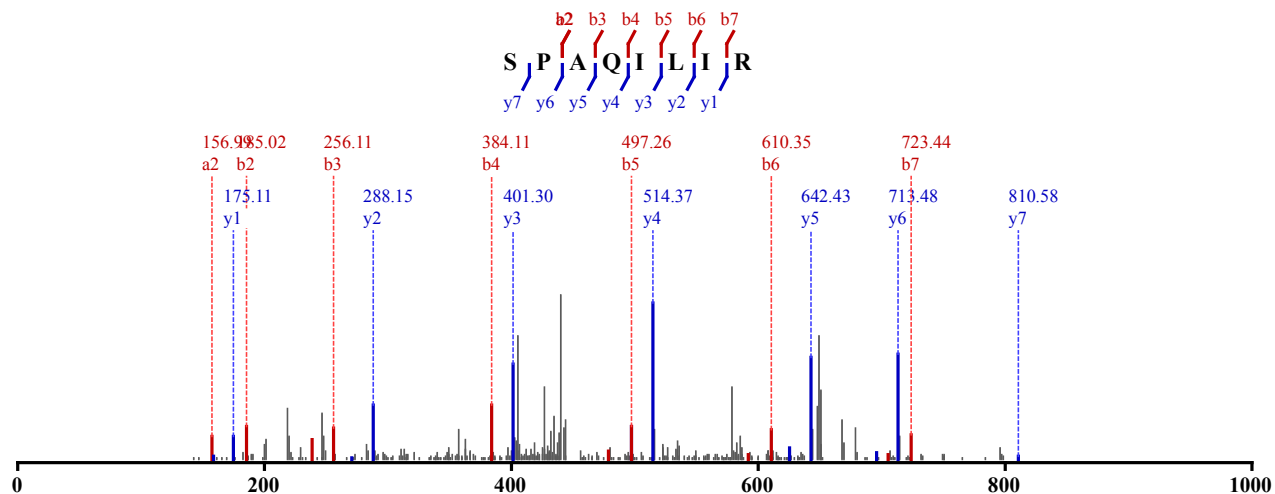 a2 b2 b3 b4 b5 b6 b7
S P A Q I L I R
y7 y6 y5 y4 y3 y2 y1
156.99 185.02 256.11 384.11 497.26 610.35 723.44
a2 b2 b3 b4 b5 b6 b7
175.11 288.15 401.30 514.37 642.43 713.48 810.58
y1 y2 y3 y4 y5 y6 y7
0 200 400 600 800 1000